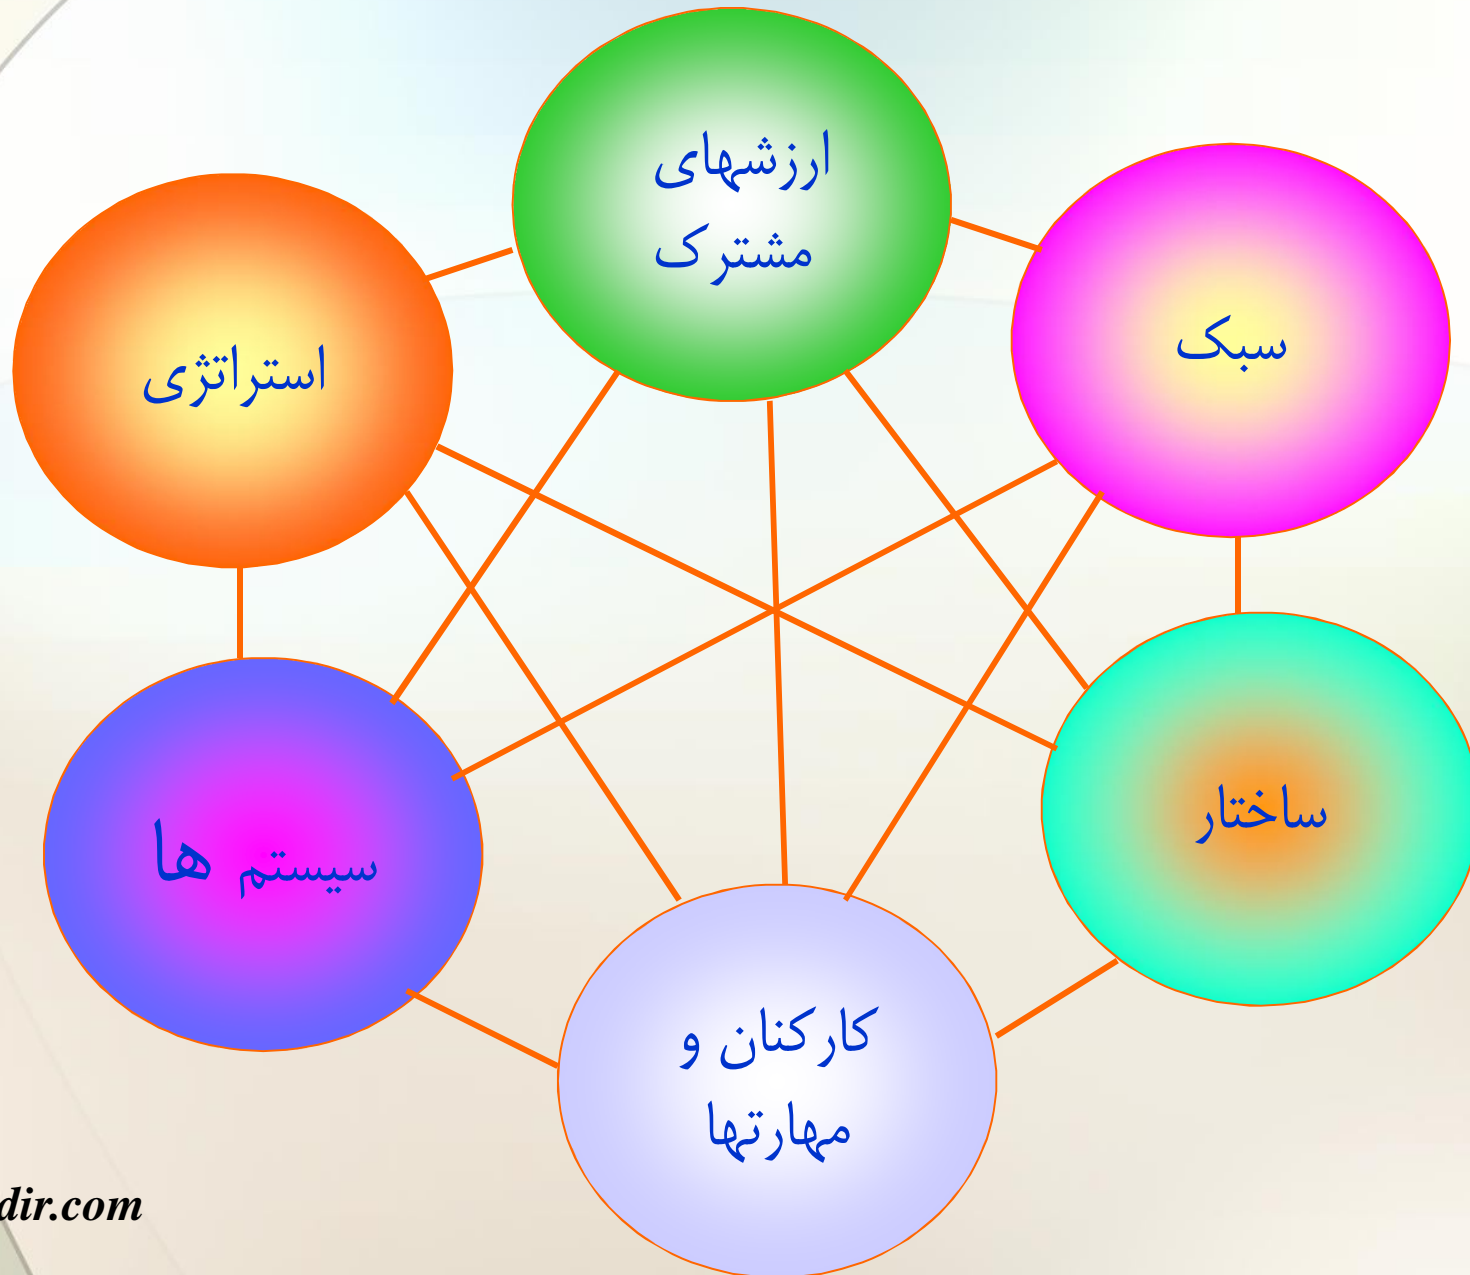 ارزشهای
مشترک
سبک
استراتژی
ساختار
سیستم ها
کارکنان و
مهارتها
dir.com